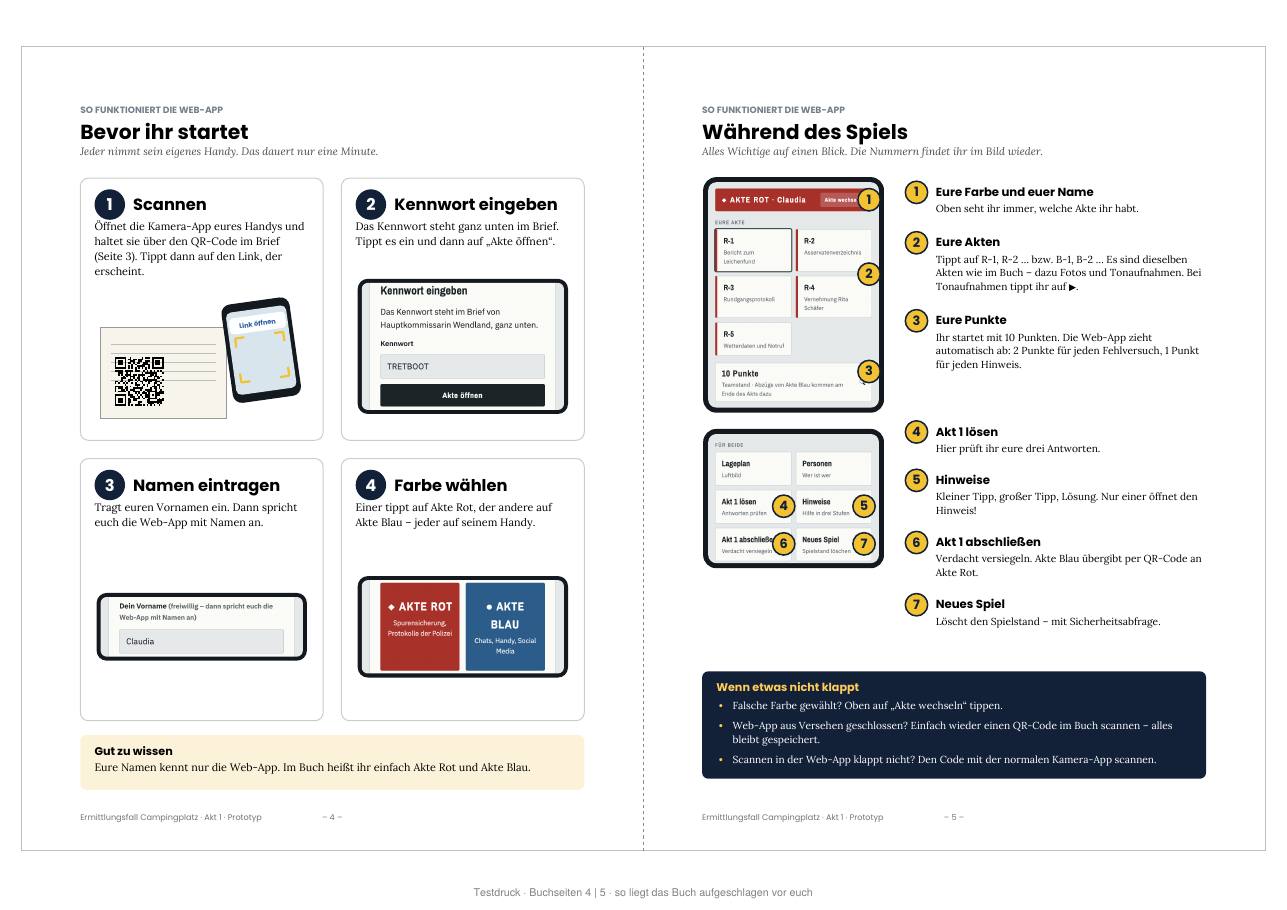 SO FUNKTIONIERT DIE WEB-APP
Bevor ihr startet
Jeder nimmt sein eigenes Handy. Das dauert nur eine Minute.
1 Scannen
Öffnet die Kamera-App eures Handys und
haltet sie über den QR-Code im Brief
(Seite 3). Tippt dann auf den Link, der
erscheint.
Link öffnen
2 Kennwort eingeben
Das Kennwort steht ganz unten im Brief.
Tippt es ein und dann auf „Akte öffnen“.
Kennwort eingeben
Das Kennwort steht im Brief von
Hauptkommissarin Wendland, ganz unten.
Kennwort
TRETBOOT
Akte öffnen
3 Namen eintragen
Tragt euren Vornamen ein. Dann spricht
euch die Web-App mit Namen an.
Dein Vorname (freiwillig – dann spricht euch die
Web-App mit Namen an)
Claudia
4 Farbe wählen
Einer tippt auf Akte Rot, der andere auf
Akte Blau – jeder auf seinem Handy.
◆ AKTE ROT
Spurensicherung,
Protokolle der Polizei
● AKTE
BLAU
Chats, Handy, Social
Media
Gut zu wissen
Eure Namen kennt nur die Web-App. Im Buch heißt ihr einfach Akte Rot und Akte Blau.
Ermittlungsfall Campingplatz · Akt 1 · Prototyp – 4 –
SO FUNKTIONIERT DIE WEB-APP
Während des Spiels
Alles Wichtige auf einen Blick. Die Nummern findet ihr im Bild wieder.
◆ AKTE ROT · Claudia Akte wechse 1
EURE AKTE
R-1
Bericht zum
Leichenfund
R-2
Asservatenverzeichnis
2
R-3
Rundgangsprotokoll
R-4
Vernehmung Rita
Schäfer
R-5
Wetterdaten und Notruf
10 Punkte 3
Teamstand · Abzüge von Akte Blau kommen am
Ende des Akts dazu
FÜR BEIDE
Lageplan
Luftbild
Personen
Wer ist wer
Akt 1 lösen 4
Antworten prüfen
Hinweise 5
Hilfe in drei Stufen
Akt 1 abschließe 6
Verdacht versiegeln
Neues Spiel 7
Spielstand löschen
1 Eure Farbe und euer Name
Oben seht ihr immer, welche Akte ihr habt.
2 Eure Akten
Tippt auf R-1, R-2 … bzw. B-1, B-2 … Es sind dieselben
Akten wie im Buch – dazu Fotos und Tonaufnahmen. Bei
Tonaufnahmen tippt ihr auf ▶.
3 Eure Punkte
Ihr startet mit 10 Punkten. Die Web-App zieht
automatisch ab: 2 Punkte für jeden Fehlversuch, 1 Punkt
für jeden Hinweis.
4 Akt 1 lösen
Hier prüft ihr eure drei Antworten.
5 Hinweise
Kleiner Tipp, großer Tipp, Lösung. Nur einer öffnet den
Hinweis!
6 Akt 1 abschließen
Verdacht versiegeln. Akte Blau übergibt per QR-Code an
Akte Rot.
7 Neues Spiel
Löscht den Spielstand – mit Sicherheitsabfrage.
Wenn etwas nicht klappt
• Falsche Farbe gewählt? Oben auf „Akte wechseln“ tippen.
• Web-App aus Versehen geschlossen? Einfach wieder einen QR-Code im Buch scannen – alles
bleibt gespeichert.
• Scannen in der Web-App klappt nicht? Den Code mit der normalen Kamera-App scannen.
Ermittlungsfall Campingplatz · Akt 1 · Prototyp – 5 –
Testdruck · Buchseiten 4 | 5 · so liegt das Buch aufgeschlagen vor euch